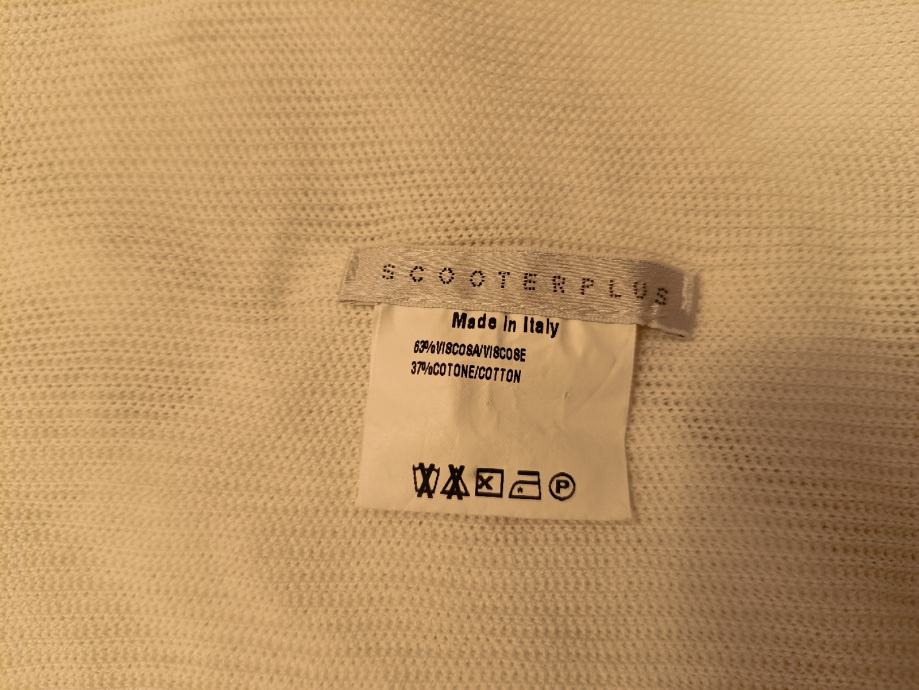 SCOOTERPLUS
Made in Italy
63%VISCOSA/VISCOSE
37%COTONE/COTTON
P